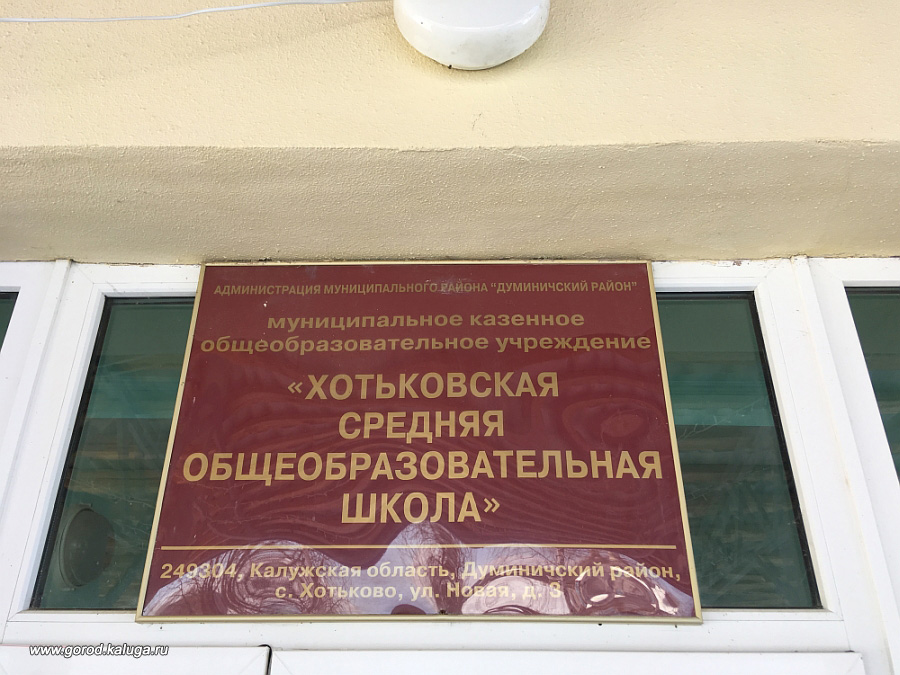 АДМИНИСТРАЦИЯ МУНИЦИПАЛЬНОГО РАЙОНА "ДУМИНИЧСКИЙ РАЙОН"
муниципальное казенное
общеобразовательное учреждение
«ХОТЬКОВСКАЯ
СРЕДНЯЯ
ОБЩЕОБРАЗОВАТЕЛЬНАЯ
ШКОЛА»
249304, Калужская область, Думиничский район,
с. Хотьково, ул. Новая, д. 3
www.gorod.kaluga.ru